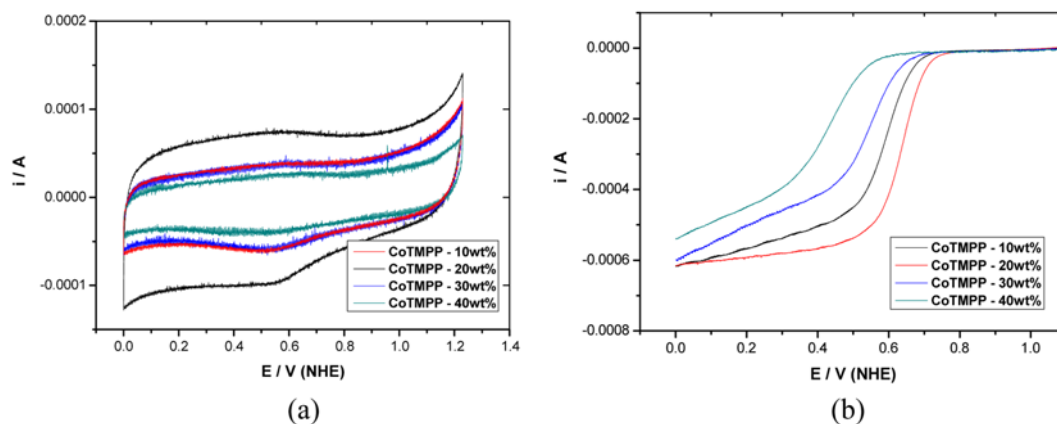 0.0002
0.0001
0.0000
-0.0001
i / A
CoTMPP - 10wt%
CoTMPP - 20wt%
CoTMPP - 30wt%
CoTMPP - 40wt%
0.0 0.2 0.4 0.6 0.8 1.0 1.2 1.4
E / V (NHE)
(a)
0.0000
-0.0002
-0.0004
-0.0006
-0.0008
i / A
CoTMPP - 10wt%
CoTMPP - 20wt%
CoTMPP - 30wt%
CoTMPP - 40wt%
0.0 0.2 0.4 0.6 0.8 1.0
E / V (NHE)
(b)